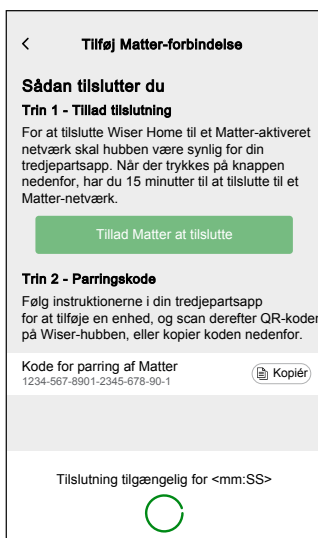 Tilføj Matter-forbindelse
Sådan tilslutter du
Trin 1 - Tillad tilslutning
For at tilslutte Wiser Home til et Matter-aktiveret
netværk skal hubben være synlig for din
tredjepartsapp. Når der trykkes på knappen
nedenfor, har du 15 minutter til at tilslutte til et
Matter-netværk.
Tillad Matter at tilslutte
Trin 2 - Parringskode
Følg instruktionerne i din tredjepartsapp
for at tilføje en enhed, og scan derefter QR-koden
på Wiser-hubben, eller kopier koden nedenfor.
Kode for parring af Matter
1234-567-8901-2345-678-90-1
Kopiér
Tilslutning tilgængelig for <mm:SS>